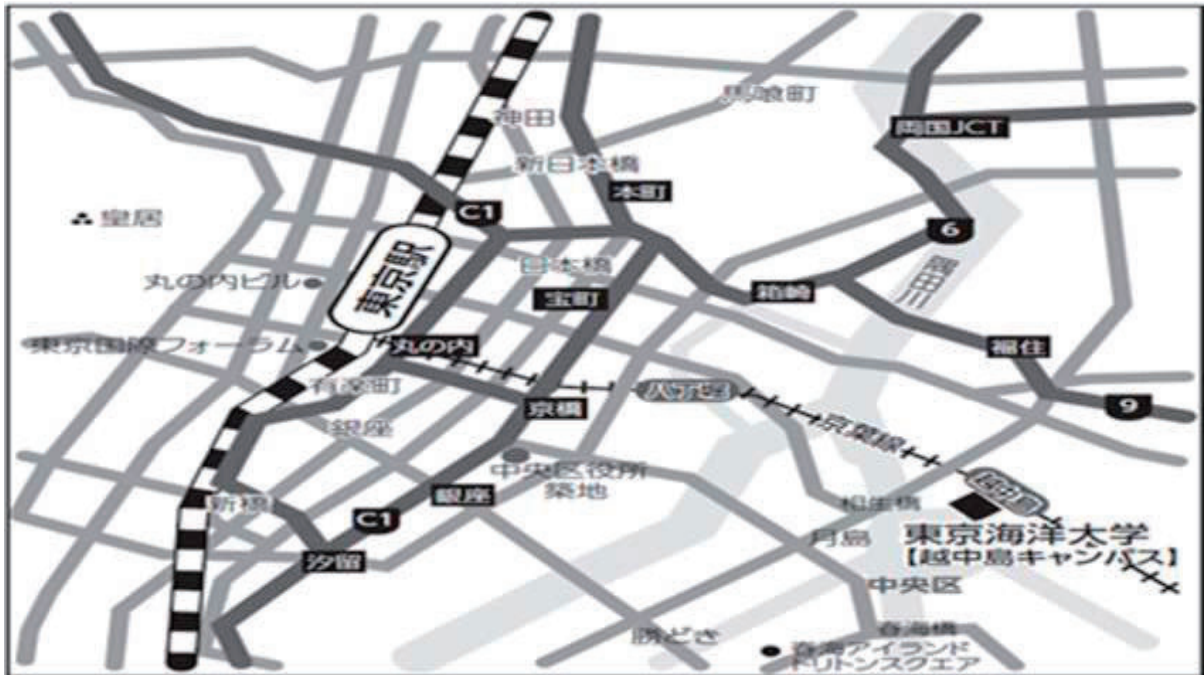 神田
馬喰町
両国JCT
新日本橋
本町
C1
皇居
6
東京駅
日本橋
隅田川
丸の内ビル
宝町
箱崎
東京国際フォーラム
丸の内
福住
有楽町
八丁堀
京橋
9
銀座
京葉線
中央区役所
築地
越中島
銀座
新橋
相生橋
C1
月島
東京海洋大学
【越中島キャンパス】
汐留
中央区
春海橋
勝どき
春海アイランド
トリトンスクエア